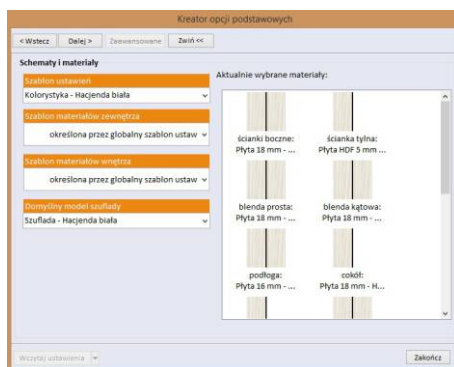 Kreator opcji podstawowych
< Wstecz Dalej > Zaawansowane Zwiń <<
Schematy i materiały
Szablon ustawień
Kolorystyka - Hacjenda biała
Szablon materiałów zewnętrza
określona przez globalny szablon ustaw
Szablon materiałów wnętrza
określona przez globalny szablon ustaw
Domyślny model szuflady
Szuflada - Hacjenda biała
Aktualnie wybrane materiały:
ścianki boczne: ścianka tylna:
Płyta 18 mm - ... Płyta HDF 5 mm ...
blenda prosta: blenda kątowa:
Płyta 18 mm - ... Płyta 18 mm - ...
podłoga: cokół:
Płyta 16 mm - ... Płyta 18 mm - H...
Wczytaj ustawienia Zakończ